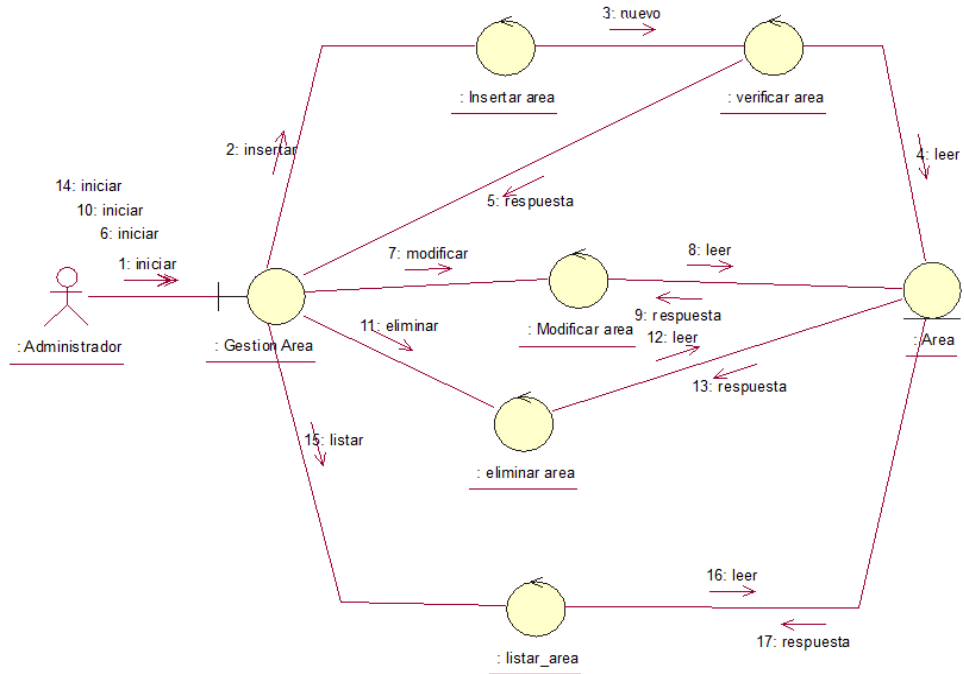 3: nuevo
: Insertar area
: verificar area
2: insertar
4: leer
14: iniciar
10: iniciar
6: iniciar
1: iniciar
5: respuesta
7: modificar
8: leer
: Administrador
: Gestion Area
11: eliminar
: Modificar area
9: respuesta
12: leer
: Area
13: respuesta
15: listar
: eliminar area
16: leer
17: respuesta
: listar_area